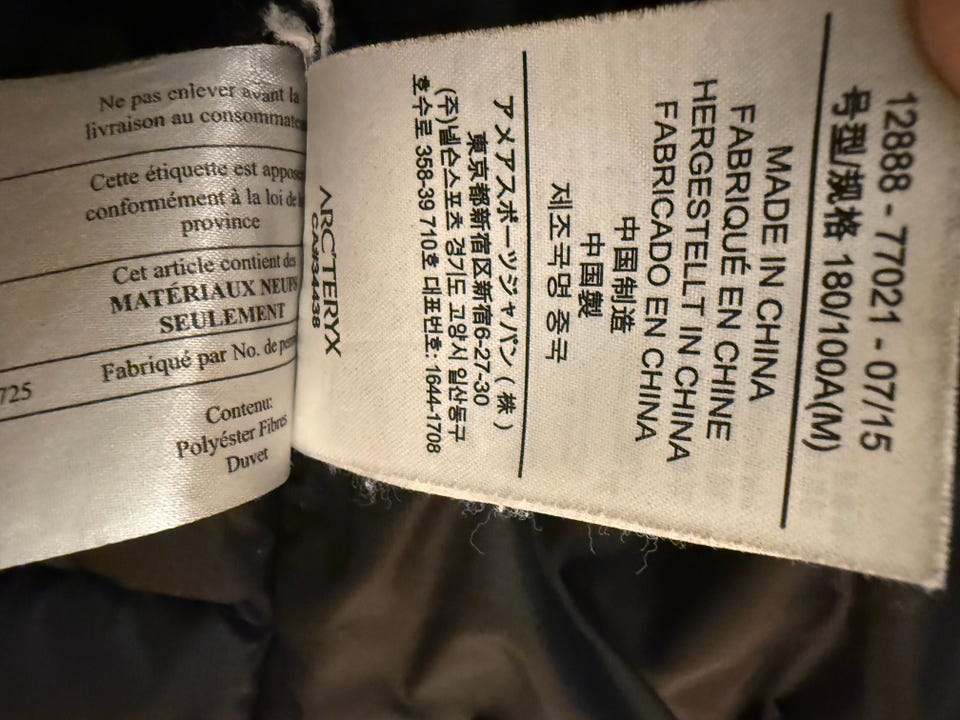 Ne pas enlever avant la
livraison au
Cette étiquette est
conformément à la loi de
province
Cet article contient des
MATÉRIAUX NEUFS
SEULEMENT
Fabriqué par No. de
725
Contenu:
Polyéster Fibres
Duvet
12888 - 77021 - 07/15
号型/规格 180/100A(M)
MADE IN CHINA
FABRIQUÉ EN CHINE
HERGESTELLT IN CHINA
FABRICADO EN CHINA
中国制造
中国製
제조국명 중국
アメアスポーツジャパン(株)
東京都新宿区新宿6-27-30
(주)넬슨스포츠 경기도 고양시 일산동구
호수로 358-39 710호 대표번호: 1644-1708
ARC'TERYX
CA#34438